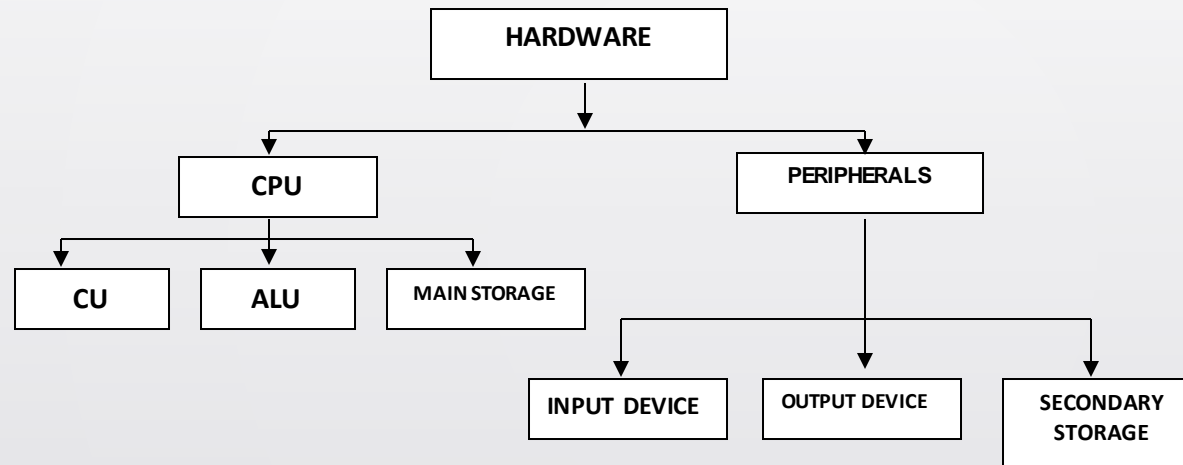 HARDWARE
CPU
PERIPHERALS
CU
ALU
MAIN STORAGE
INPUT DEVICE
OUTPUT DEVICE
SECONDARY
STORAGE